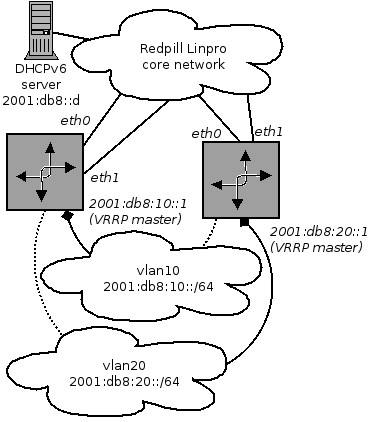 Redpill Linpro
core network
DHCPv6
server
2001:db8::d
eth0
eth1
eth0
eth1
2001:db8:10::1
(VRRP master)
2001:db8:20::1
(VRRP master)
vlan10
2001:db8:10::/64
vlan20
2001:db8:20::/64